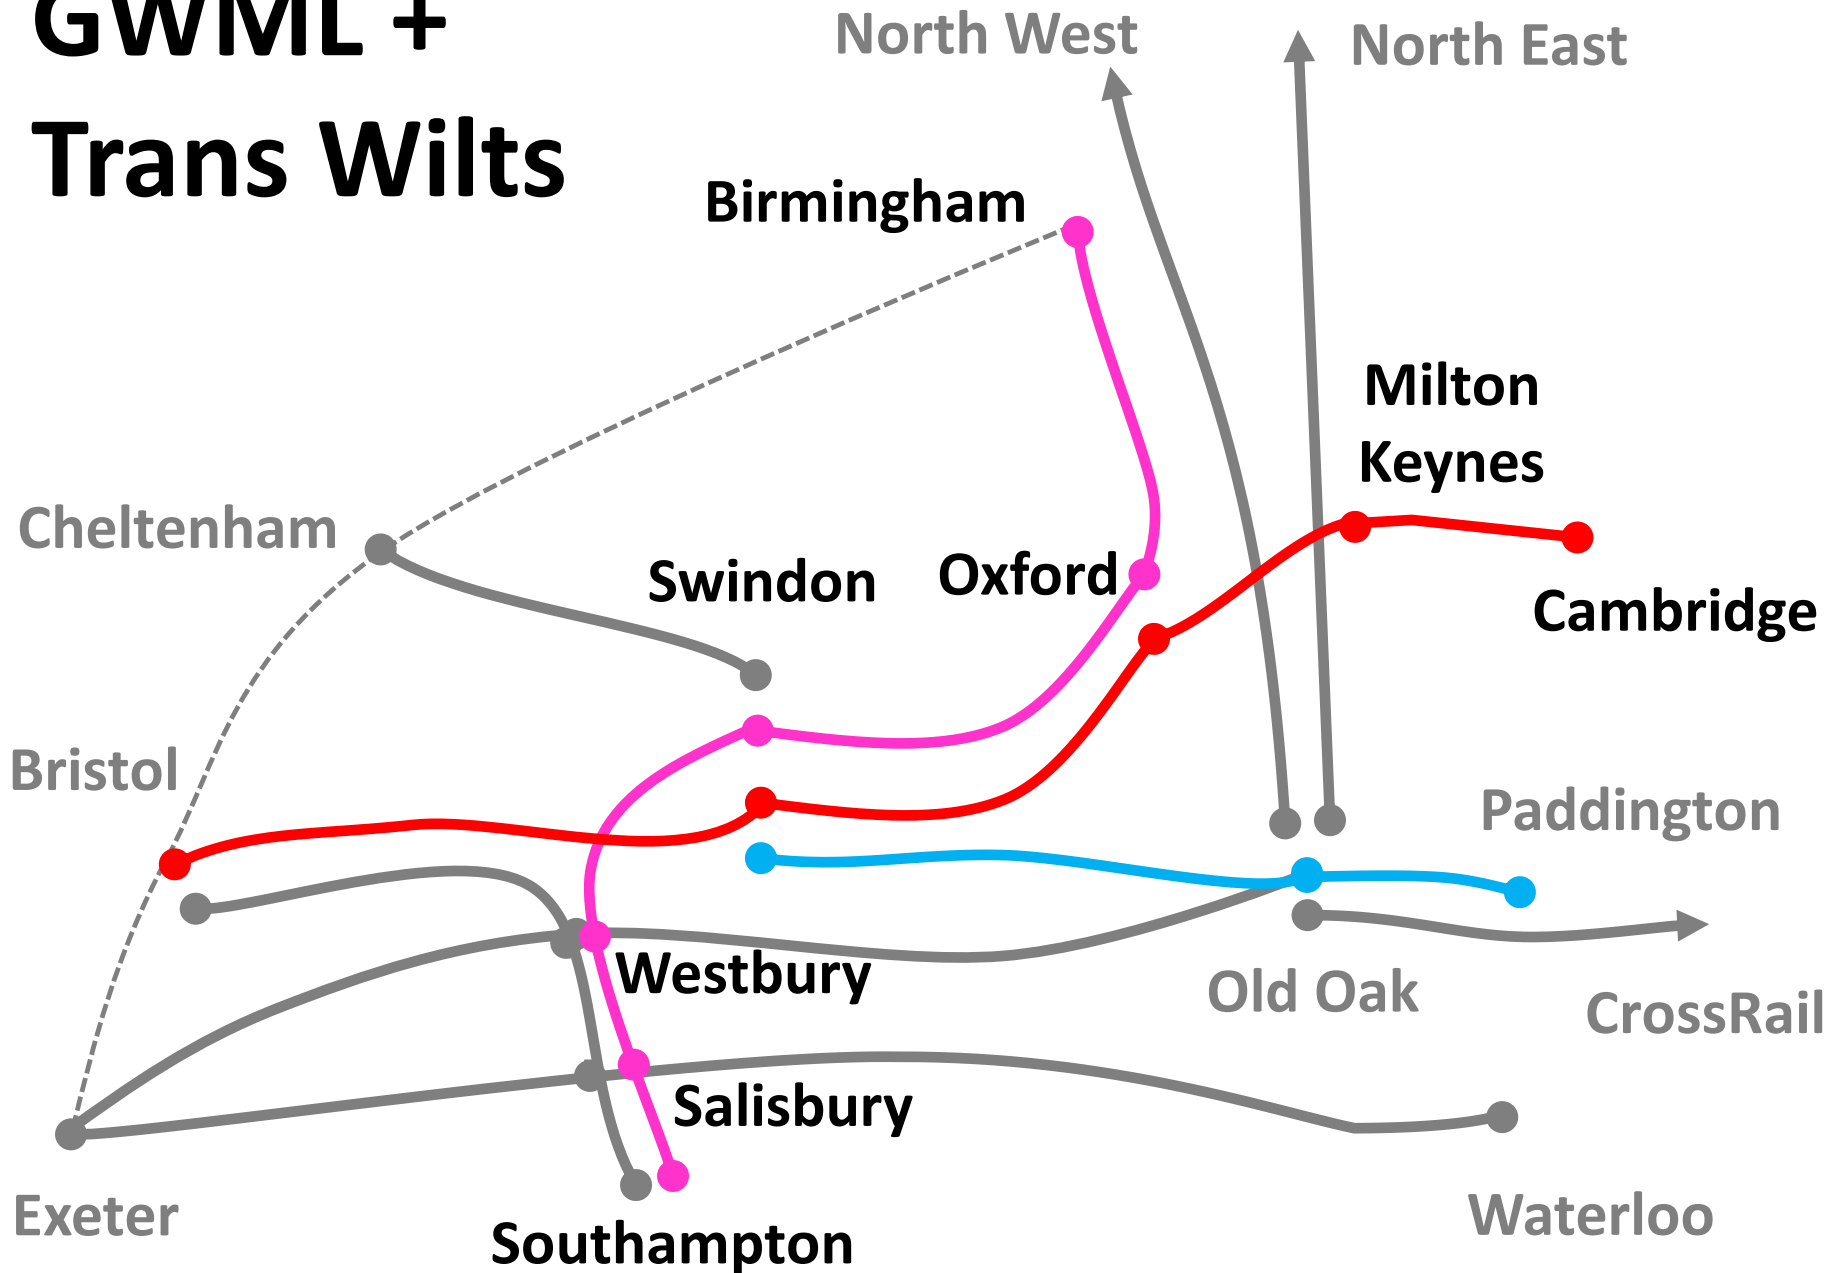 GWML +
Trans Wilts
North West
North East
Birmingham
Milton
Keynes
Cheltenham
Swindon
Oxford
Cambridge
Bristol
Paddington
Westbury
Old Oak
CrossRail
Salisbury
Exeter
Waterloo
Southampton